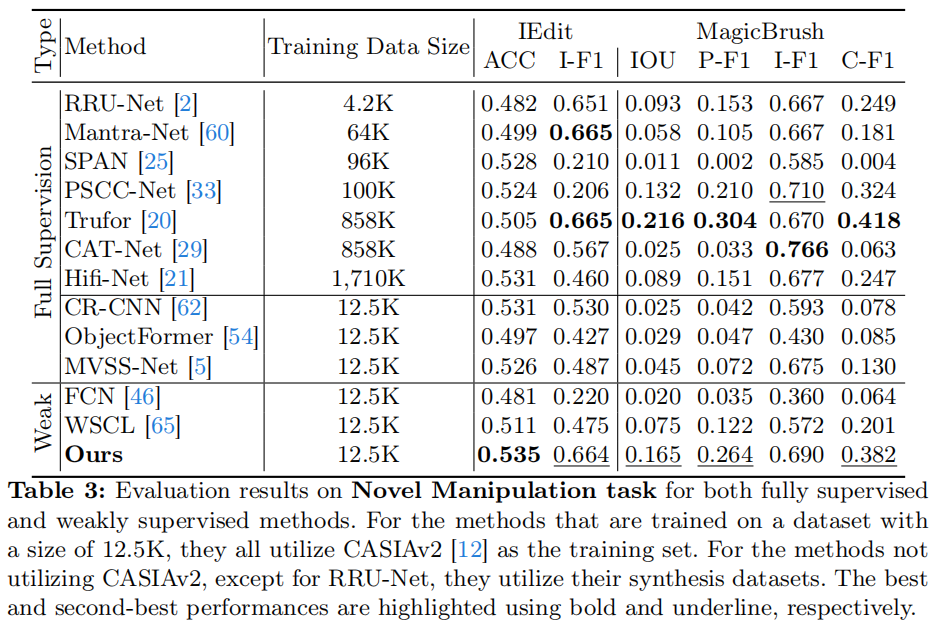 Type Method Training Data Size IEdit MagicBrush
ACC I-F1 IOU P-F1 I-F1 C-F1
Full Supervision
RRU-Net [2] 4.2K 0.482 0.651 0.093 0.153 0.667 0.249
Mantra-Net [60] 64K 0.499 0.665 0.058 0.105 0.667 0.181
SPAN [25] 96K 0.528 0.210 0.011 0.002 0.585 0.004
PSCC-Net [33] 100K 0.524 0.206 0.132 0.210 0.710 0.324
Trufor [20] 858K 0.505 0.665 0.216 0.304 0.670 0.418
CAT-Net [29] 858K 0.488 0.567 0.025 0.033 0.766 0.063
Hifi-Net [21] 1,710K 0.531 0.460 0.089 0.151 0.677 0.247
CR-CNN [62] 12.5K 0.531 0.530 0.025 0.042 0.593 0.078
ObjectFormer [54] 12.5K 0.497 0.427 0.029 0.047 0.430 0.085
MVSS-Net [5] 12.5K 0.526 0.487 0.045 0.072 0.675 0.130
Weak
FCN [46] 12.5K 0.481 0.220 0.020 0.035 0.360 0.064
WSCL [65] 12.5K 0.511 0.475 0.075 0.122 0.572 0.201
Ours 12.5K 0.535 0.664 0.165 0.264 0.690 0.382
Table 3: Evaluation results on Novel Manipulation task for both fully supervised
and weakly supervised methods. For the methods that are trained on a dataset with
a size of 12.5K, they all utilize CASIAv2 [12] as the training set. For the methods not
utilizing CASIAv2, except for RRU-Net, they utilize their synthesis datasets. The best
and second-best performances are highlighted using bold and underline, respectively.